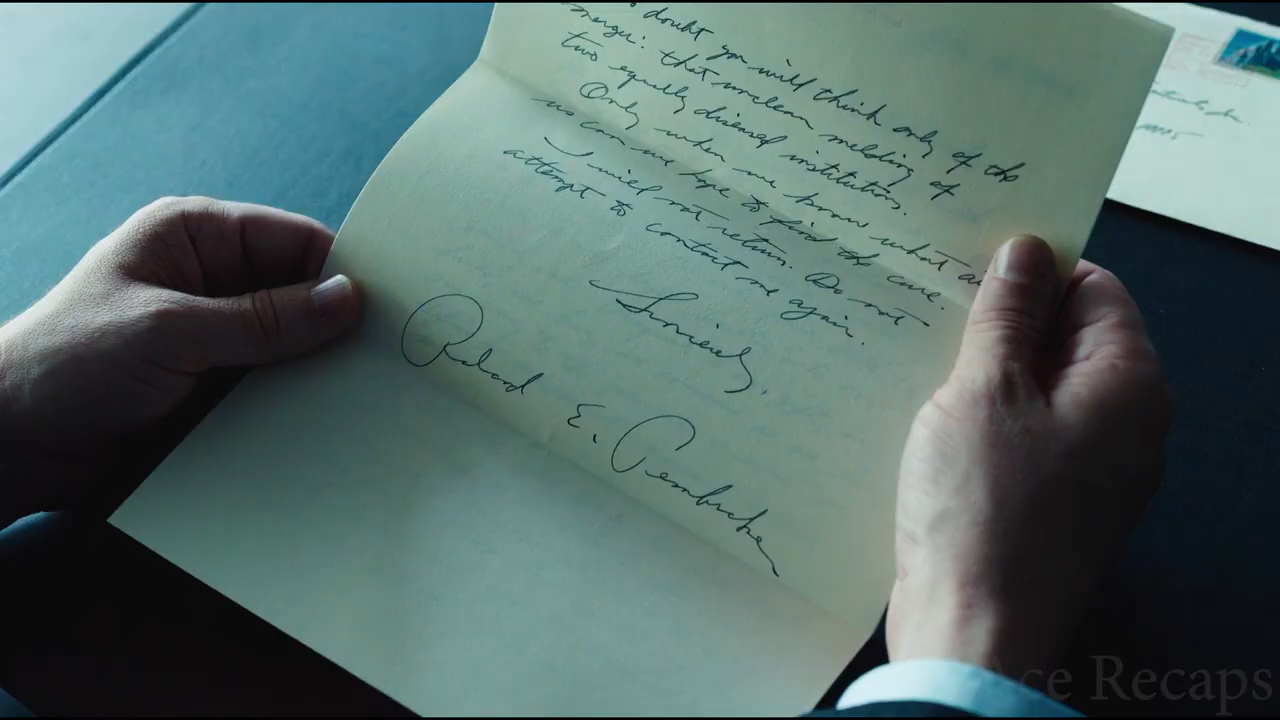 doubt you will think only of the
merger: that unclean melding of
two equally diseased institutions.
Only when we know what a
us can we hope to find the cure.
I will not return. Do not
attempt to contact me again.
Sincerely,
Richard E. Pembroke
Ace Recaps